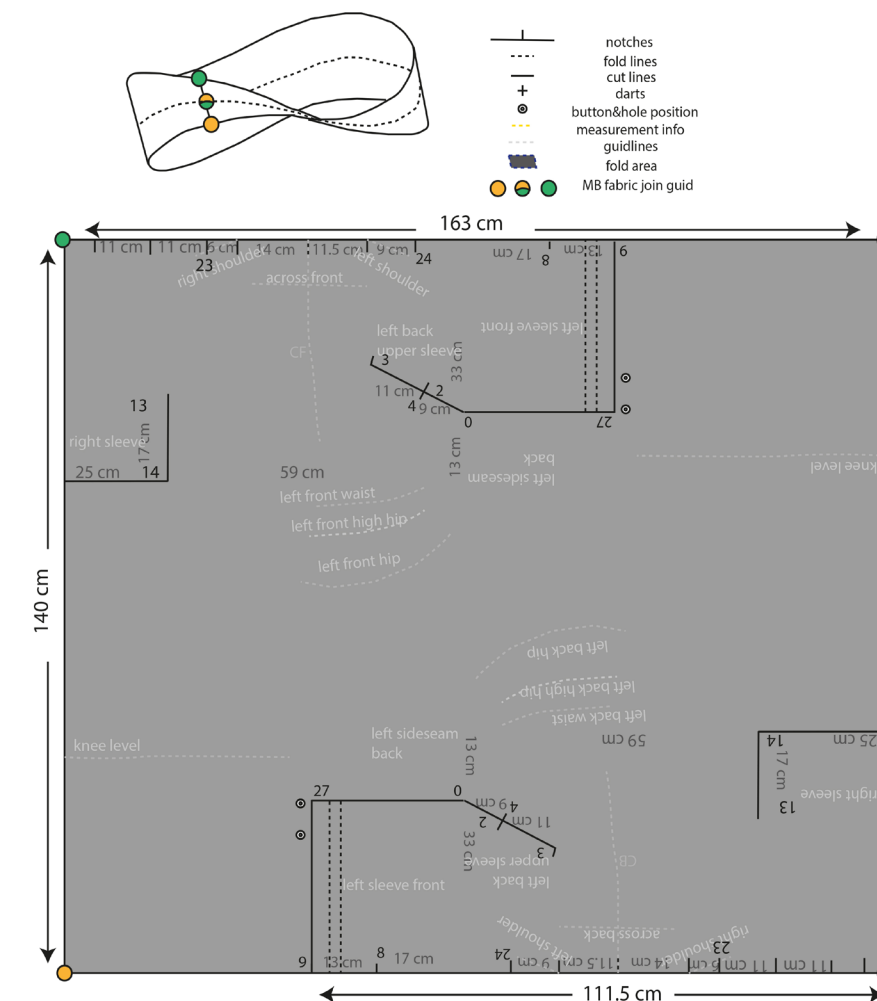 notches
fold lines
cut lines
darts
button&hole position
measurement info
guidlines
fold area
MB fabric join guid
163 cm
11 cm 11 cm 6 cm 14 cm 11.5 cm 9 cm 17 cm 13 cm
6
23
24
8
right shoulder
left shoulder
across front
left back
upper sleeve
left sleeve front
CF
33 cm
3
11 cm
2
4
9 cm
0
27
13
17 cm
right sleeve
25 cm
14
59 cm
13 cm
back
left sideseam
knee level
left front waist
left front high hip
left front hip
140 cm
left back hip
left back high hip
left back waist
59 cm
14
25 cm
17 cm
13
knee level
left sideseam
back
13 cm
27
0
9 cm
4
2
11 cm
3
33 cm
upper sleeve
left back
CB
left sleeve front
left shoulder
across back
right shoulder
23
24
8
9
13 cm
17 cm
9 cm 11.5 cm 14 cm 6 cm 11 cm 11 cm
111.5 cm